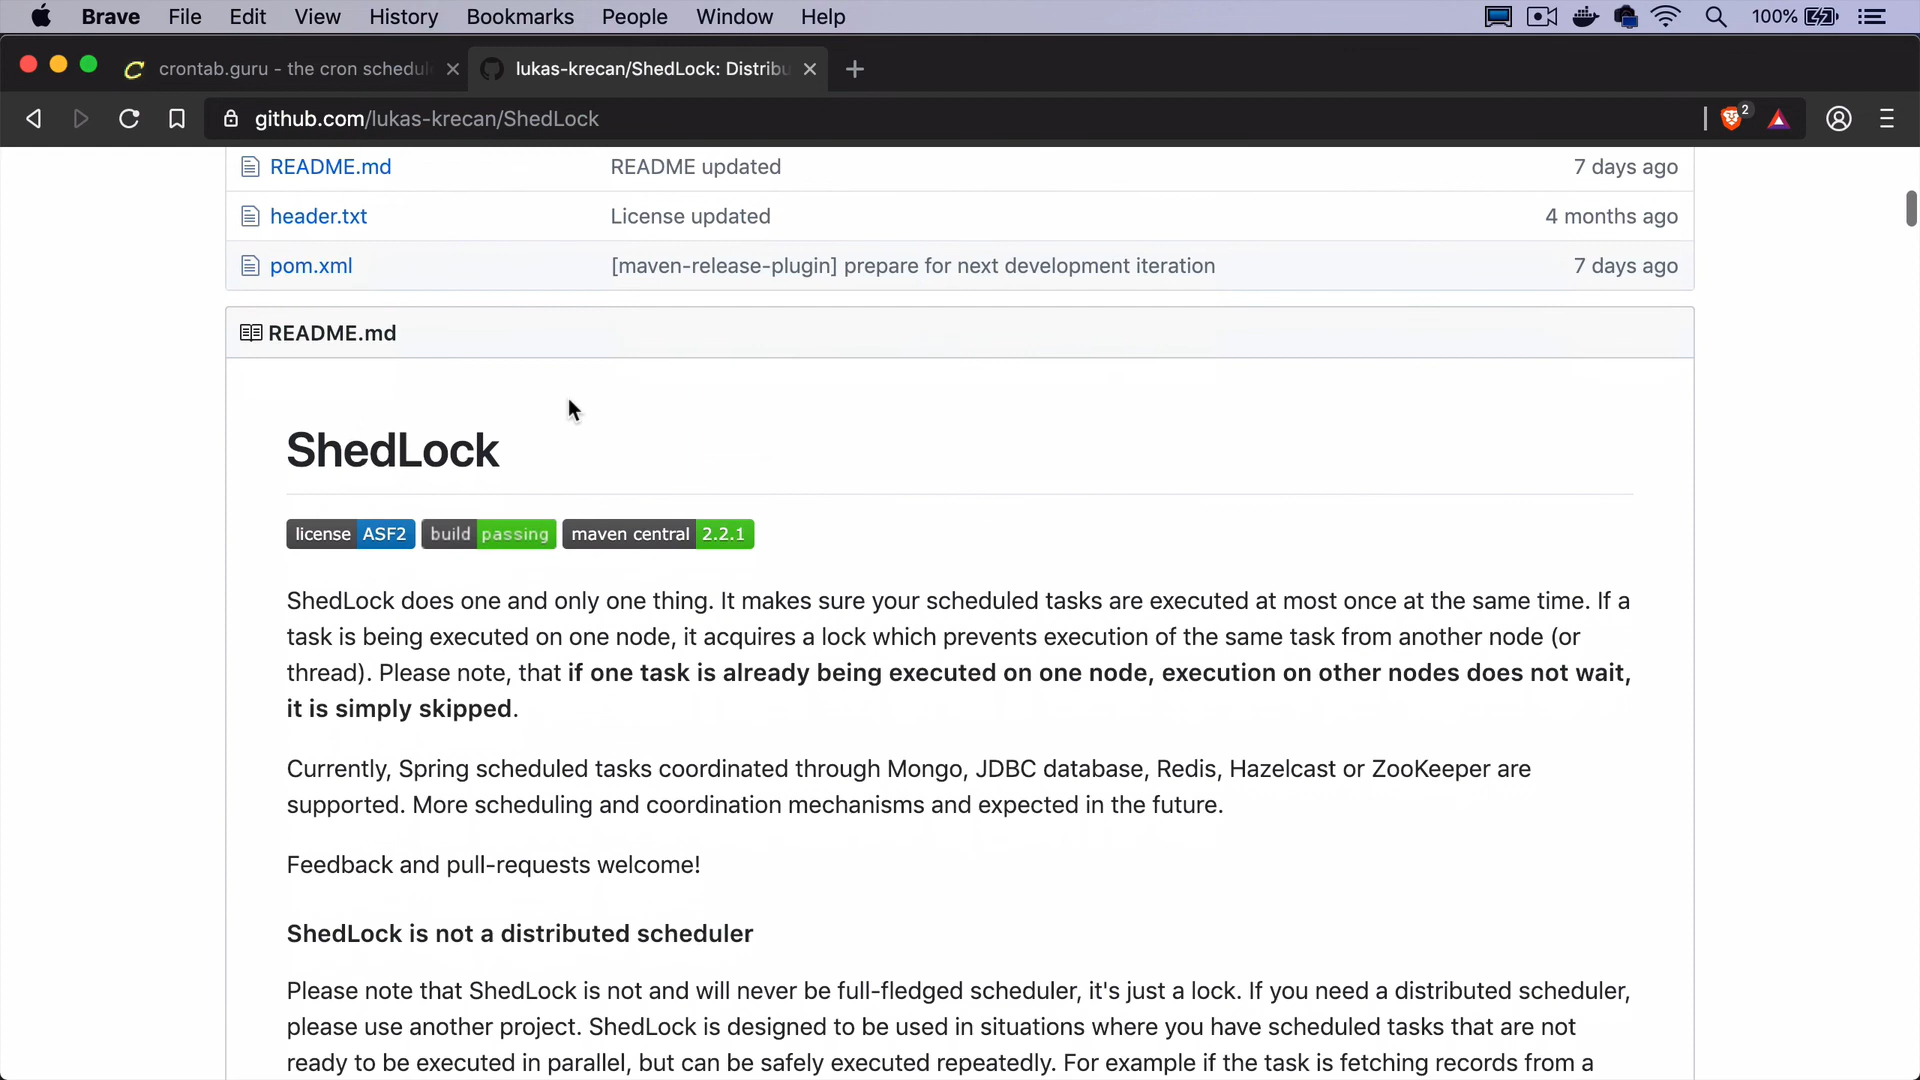 Brave File Edit View History Bookmarks People Window Help 100%
crontab.guru - the cron schedul
lukas-krecan/ShedLock: Distribu
github.com/lukas-krecan/ShedLock 2
README.md README updated 7 days ago
header.txt License updated 4 months ago
pom.xml [maven-release-plugin] prepare for next development iteration 7 days ago
README.md
ShedLock
license ASF2 build passing maven central 2.2.1
ShedLock does one and only one thing. It makes sure your scheduled tasks are executed at most once at the same time. If a
task is being executed on one node, it acquires a lock which prevents execution of the same task from another node (or
thread). Please note, that if one task is already being executed on one node, execution on other nodes does not wait,
it is simply skipped.
Currently, Spring scheduled tasks coordinated through Mongo, JDBC database, Redis, Hazelcast or ZooKeeper are
supported. More scheduling and coordination mechanisms and expected in the future.
Feedback and pull-requests welcome!
ShedLock is not a distributed scheduler
Please note that ShedLock is not and will never be full-fledged scheduler, it's just a lock. If you need a distributed scheduler,
please use another project. ShedLock is designed to be used in situations where you have scheduled tasks that are not
ready to be executed in parallel, but can be safely executed repeatedly. For example if the task is fetching records from a